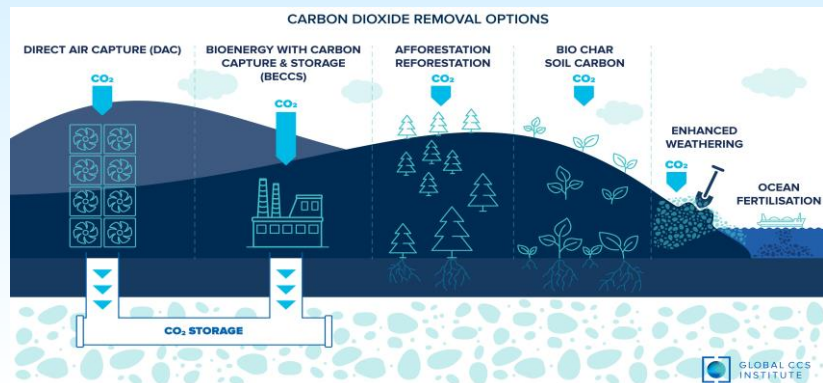 CARBON DIOXIDE REMOVAL OPTIONS
DIRECT AIR CAPTURE (DAC)
CO₂
BIOENERGY WITH CARBON
CAPTURE & STORAGE
(BECCS)
CO₂
AFFORESTATION
REFORESTATION
CO₂
BIO CHAR
SOIL CARBON
CO₂
ENHANCED
WEATHERING
CO₂
OCEAN
FERTILISATION
CO₂ STORAGE
GLOBAL CCS
INSTITUTE